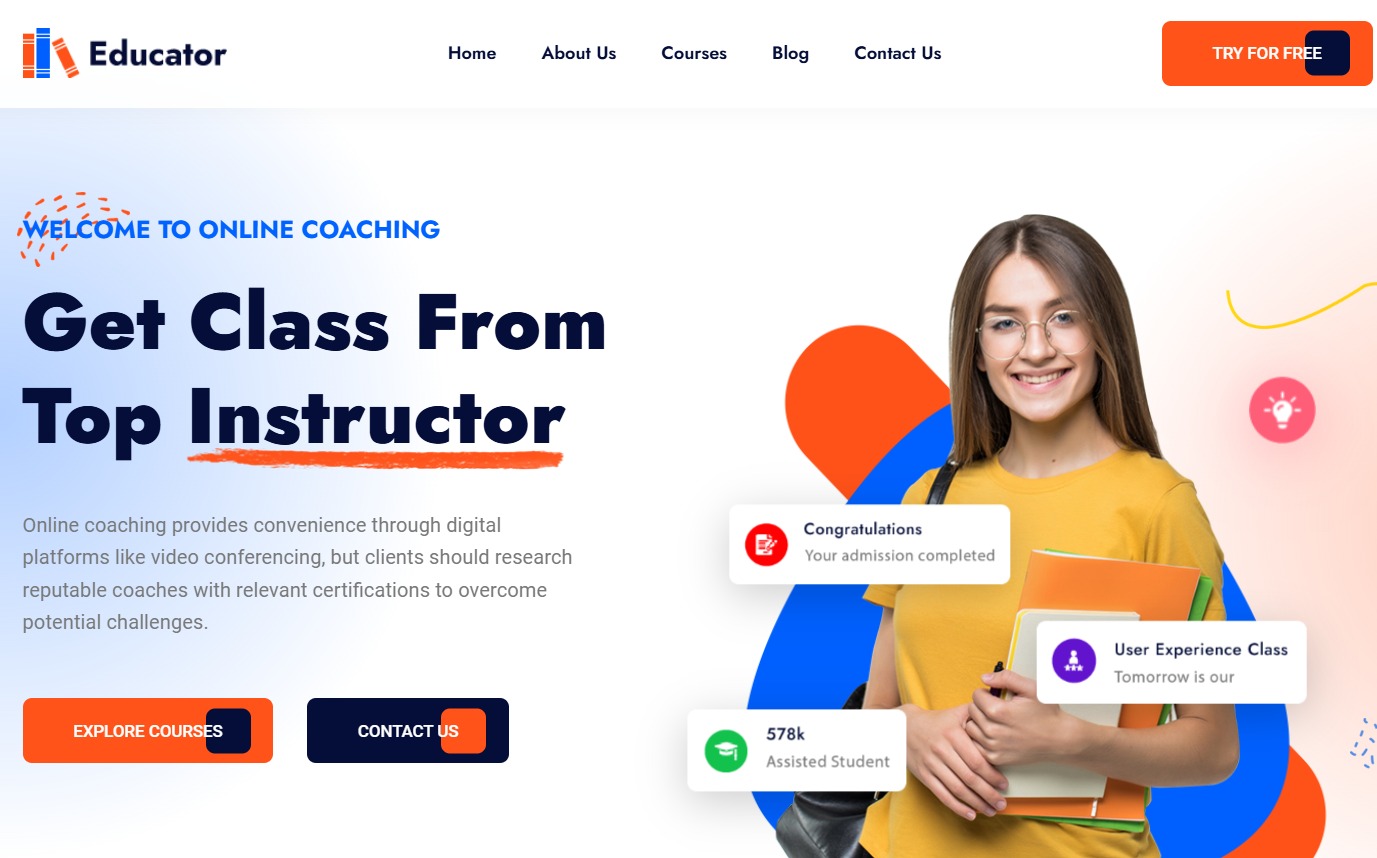 Educator
Home
About Us
Courses
Blog
Contact Us
TRY FOR FREE
WELCOME TO ONLINE COACHING
Get Class From
Top Instructor
Online coaching provides convenience through digital
platforms like video conferencing, but clients should research
reputable coaches with relevant certifications to overcome
potential challenges.
EXPLORE COURSES
CONTACT US
Congratulations
Your admission completed
User Experience Class
Tomorrow is our
578k
Assisted Student